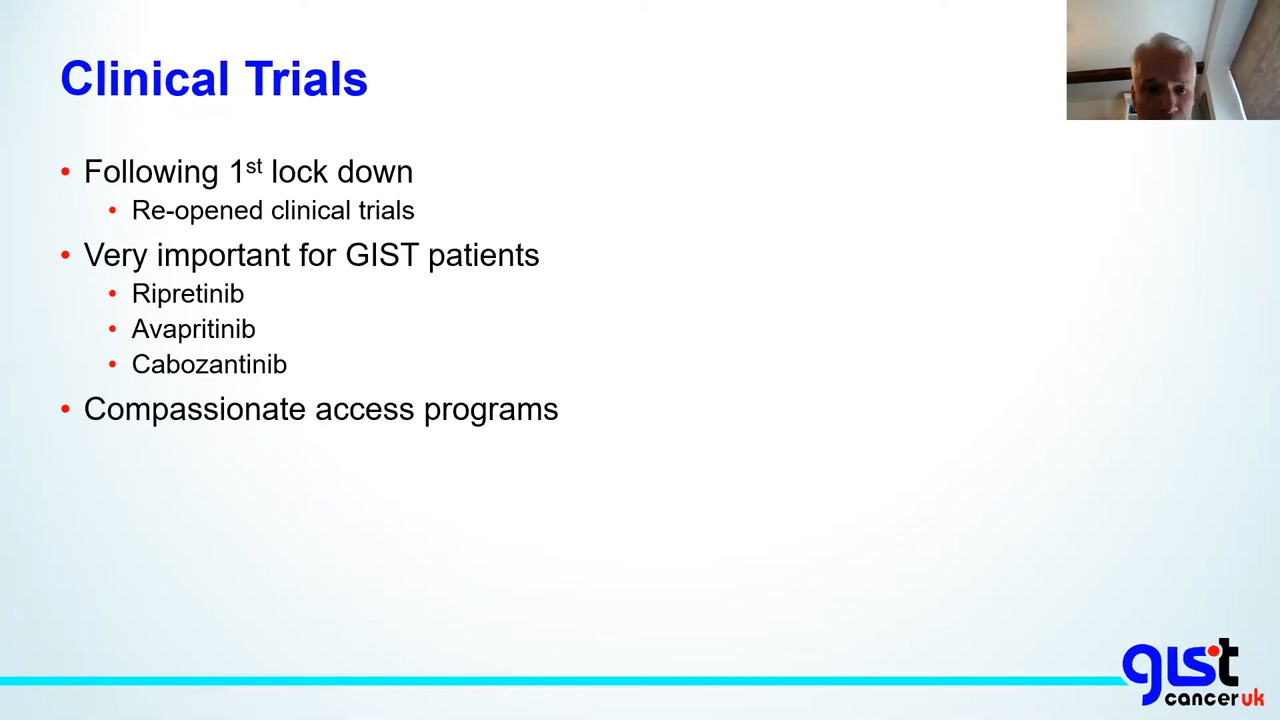 Clinical Trials
• Following 1st lock down
• Re-opened clinical trials
• Very important for GIST patients
• Ripretinib
• Avapritinib
• Cabozantinib
• Compassionate access programs
gist
cancer uk